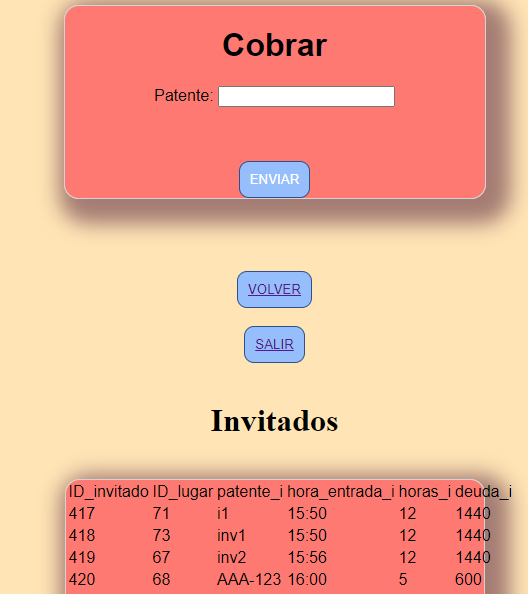 Cobrar
Patente:
ENVIAR
VOLVER
SALIR
Invitados
ID_invitado ID_lugar patente_i hora_entrada_i horas_i deuda_i
417 71 i1 15:50 12 1440
418 73 inv1 15:50 12 1440
419 67 inv2 15:56 12 1440
420 68 AAA-123 16:00 5 600